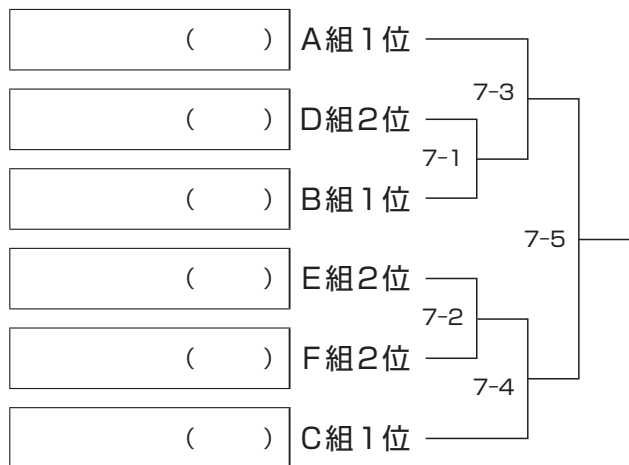 ( ) A組1位
7-3
( ) D組2位
7-1
( ) B組1位
7-5
( ) E組2位
7-2
( ) F組2位
7-4
( ) C組1位